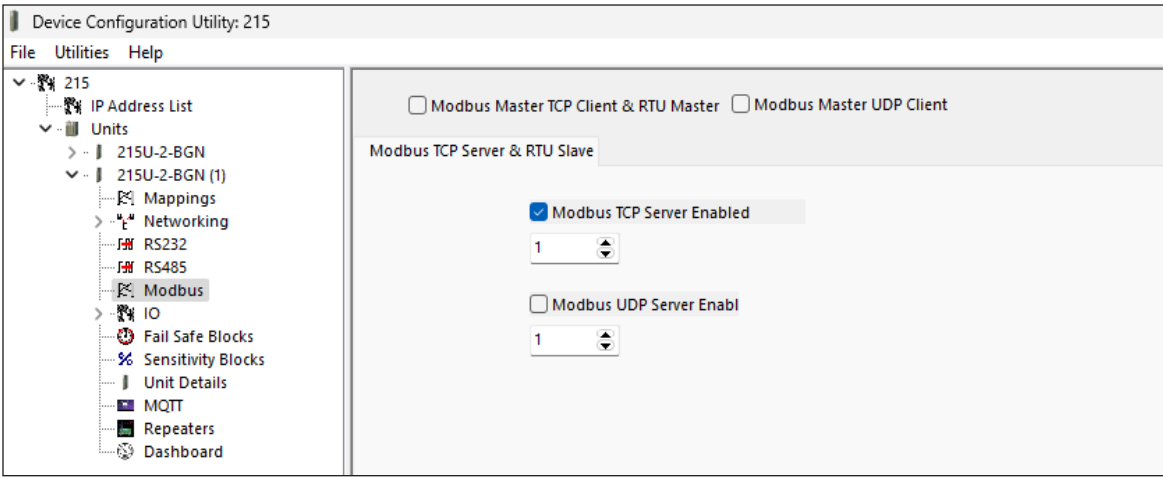 Device Configuration Utility: 215
File Utilities Help
215
IP Address List
Units
215U-2-BGN
215U-2-BGN (1)
Mappings
Networking
RS232
RS485
Modbus
IO
Fail Safe Blocks
Sensitivity Blocks
Unit Details
MQTT
Repeaters
Dashboard
Modbus Master TCP Client & RTU Master Modbus Master UDP Client
Modbus TCP Server & RTU Slave
Modbus TCP Server Enabled
1
Modbus UDP Server Enabl
1